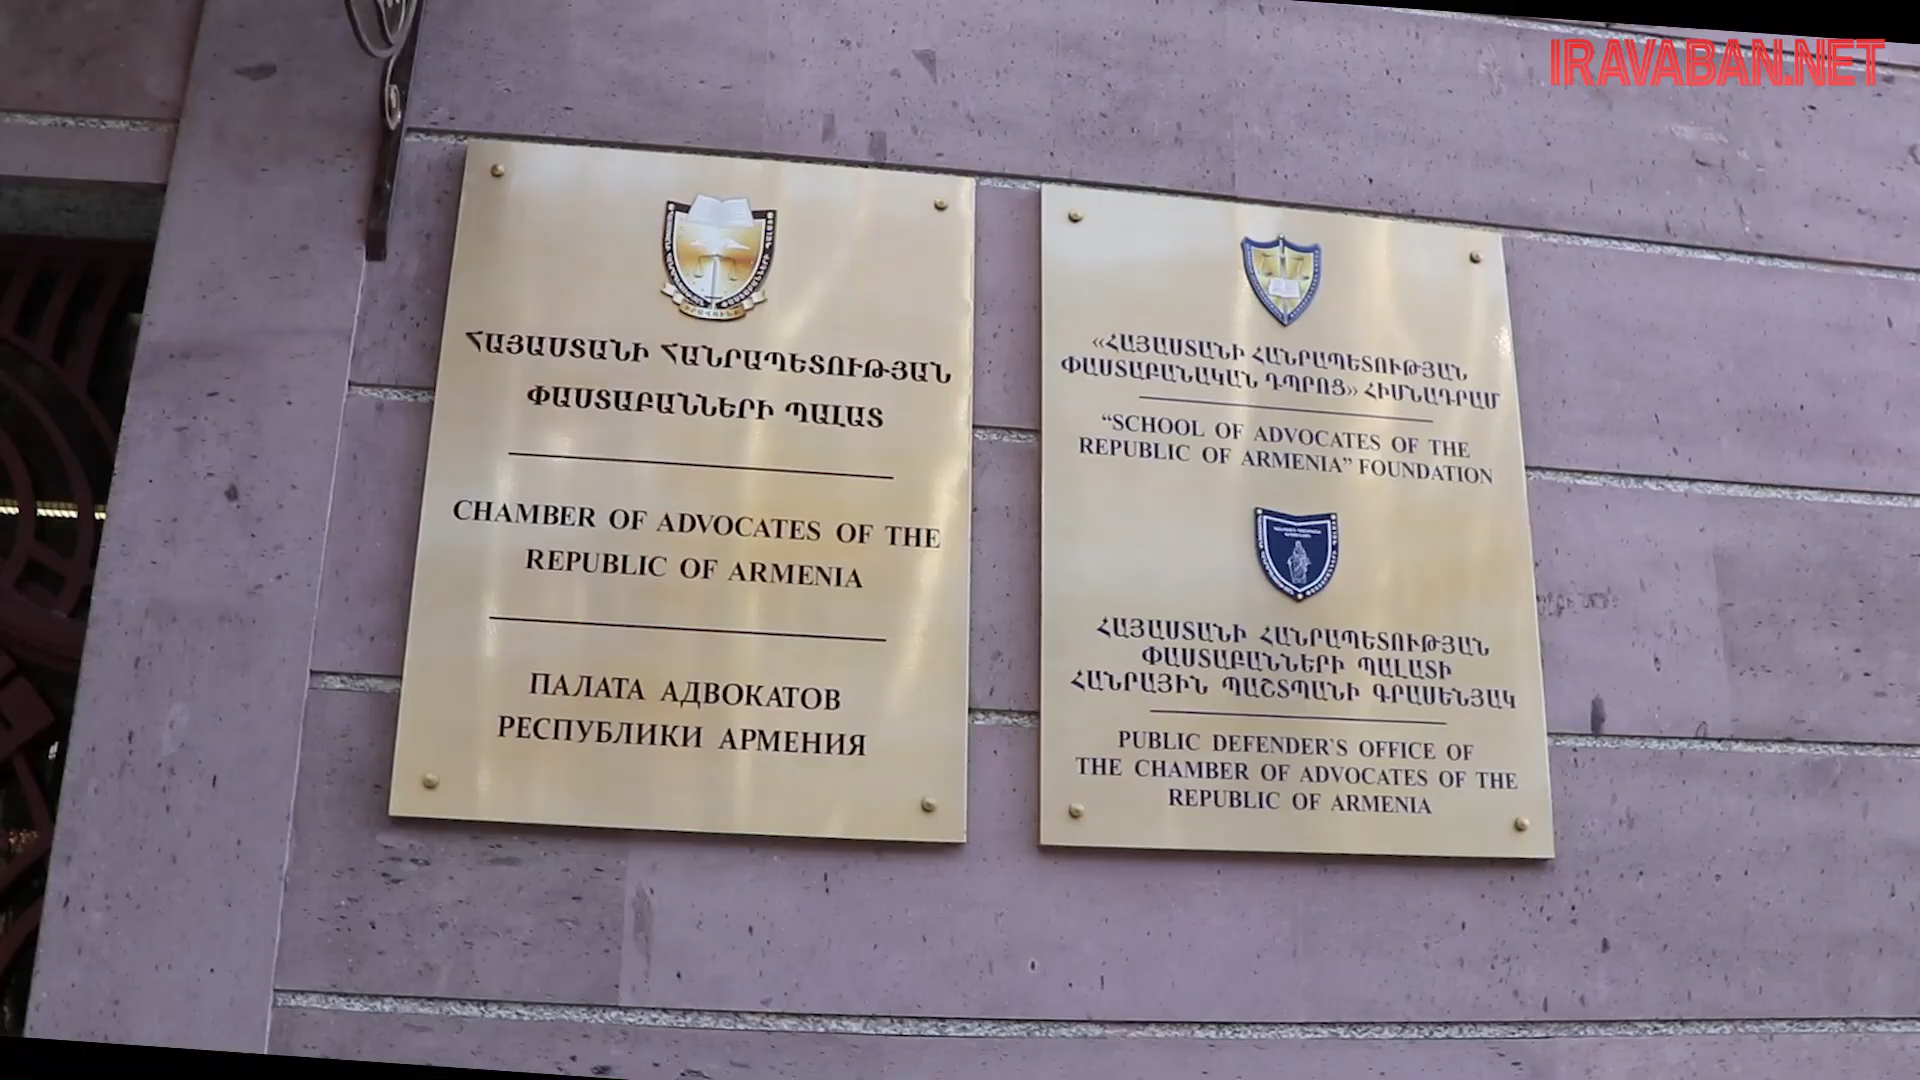 IRAVABAN.NET
ՀԱՅԱՍՏԱՆԻ ՀԱՆՐԱՊԵՏՈՒԹՅԱՆ
ՓԱՍՏԱԲԱՆՆԵՐԻ ՊԱԼԱՏ
CHAMBER OF ADVOCATES OF THE
REPUBLIC OF ARMENIA
ПАЛАТА АДВОКАТОВ
РЕСПУБЛИКИ АРМЕНИЯ
«ՀԱՅԱՍՏԱՆԻ ՀԱՆՐԱՊԵՏՈՒԹՅԱՆ
ՓԱՍՏԱԲԱՆԱԿԱՆ ԴՊՐՈՑ» ՀԻՄՆԱԴՐԱՄ
“SCHOOL OF ADVOCATES OF THE
REPUBLIC OF ARMENIA” FOUNDATION
ՀԱՅԱՍՏԱՆԻ ՀԱՆՐԱՊԵՏՈՒԹՅԱՆ
ՓԱՍՏԱԲԱՆՆԵՐԻ ՊԱԼԱՏԻ
ՀԱՆՐԱՅԻՆ ՊԱՇՏՊԱՆԻ ԳՐԱՍԵՆՅԱԿ
PUBLIC DEFENDER`S OFFICE OF
THE CHAMBER OF ADVOCATES OF THE
REPUBLIC OF ARMENIA